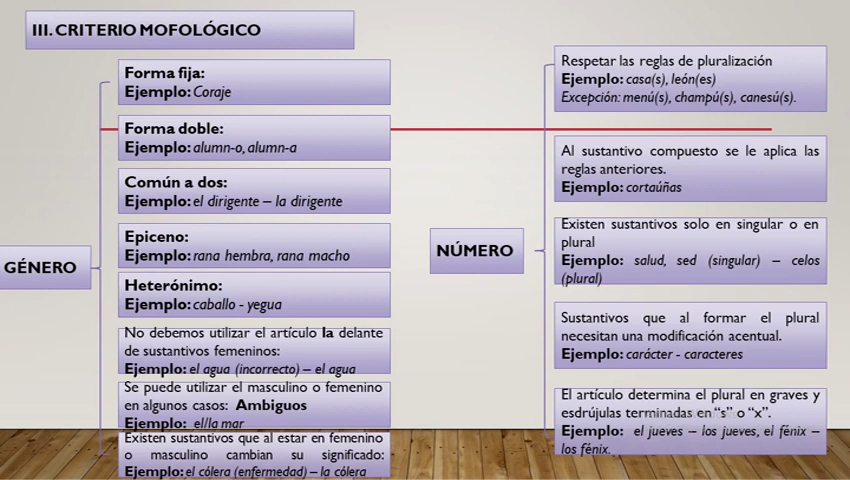 III. CRITERIO MOFOLÓGICO
GÉNERO
Forma fija:
Ejemplo: Coraje
Forma doble:
Ejemplo: alumn-o, alumn-a
Común a dos:
Ejemplo: el dirigente – la dirigente
Epiceno:
Ejemplo: rana hembra, rana macho
Heterónimo:
Ejemplo: caballo - yegua
No debemos utilizar el artículo la delante
de sustantivos femeninos:
Ejemplo: el agua (incorrecto) – el agua
Se puede utilizar el masculino o femenino
en algunos casos: Ambiguos
Ejemplo: el/la mar
Existen sustantivos que al estar en femenino
o masculino cambian su significado:
Ejemplo: el cólera (enfermedad) – la cólera
NÚMERO
Respetar las reglas de pluralización
Ejemplo: casa(s), león(es)
Excepción: menú(s), champú(s), canesú(s).
Al sustantivo compuesto se le aplica las
reglas anteriores.
Ejemplo: cortaúñas
Existen sustantivos solo en singular o en
plural
Ejemplo: salud, sed (singular) – celos
(plural)
Sustantivos que al formar el plural
necesitan una modificación acentual.
Ejemplo: carácter - caracteres
El artículo determina el plural en graves y
esdrújulas terminadas en “s” o “x”.
Ejemplo: el jueves – los jueves, el fénix –
los fénix.